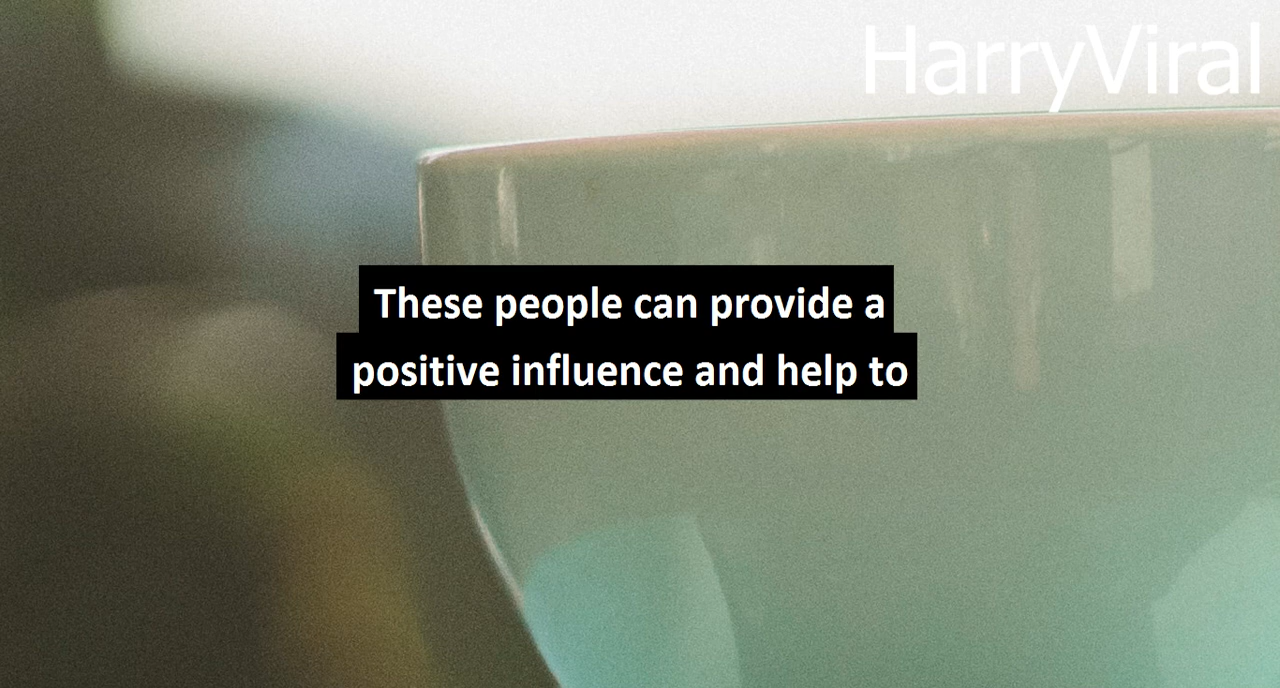 HarryViral
These people can provide a
positive influence and help to